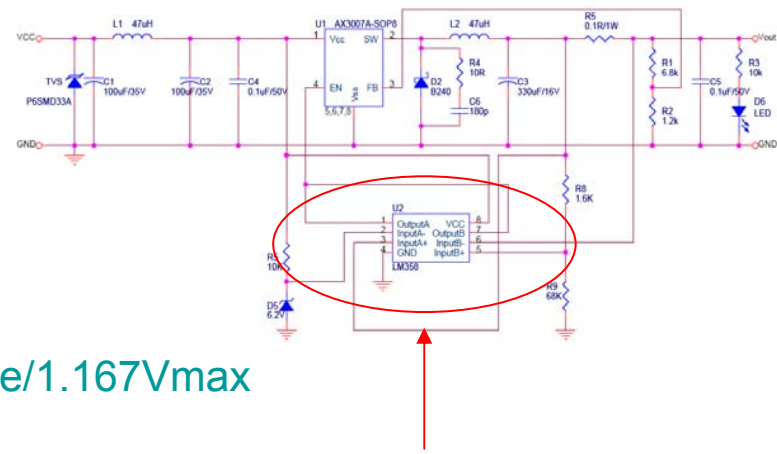 L1 47uH
U1 AX3007A-SOP8
L2 47uH
R5
0.1R/1W
VCC
1
Vcc SW
2
Vout
TVS
P6SMD33A
C1
100uF/35V
C2
100uF/35V
C4
0.1uF/50V
4
EN FB
3
Vss
5,6,7,8
D2
B240
R4
10R
C6
180p
C3
330uF/16V
R1
6.8k
R2
1.2k
C5
0.1uF/50V
R3
10k
D6
LED
GND
GND
U2
1 OutputA VCC 8
2 InputA- OutputB 7
3 InputA+ InputB- 6
4 GND InputB+ 5
LM358
R8
1.6K
10K
D5
6.2V
R9
68K
e/1.167Vmax